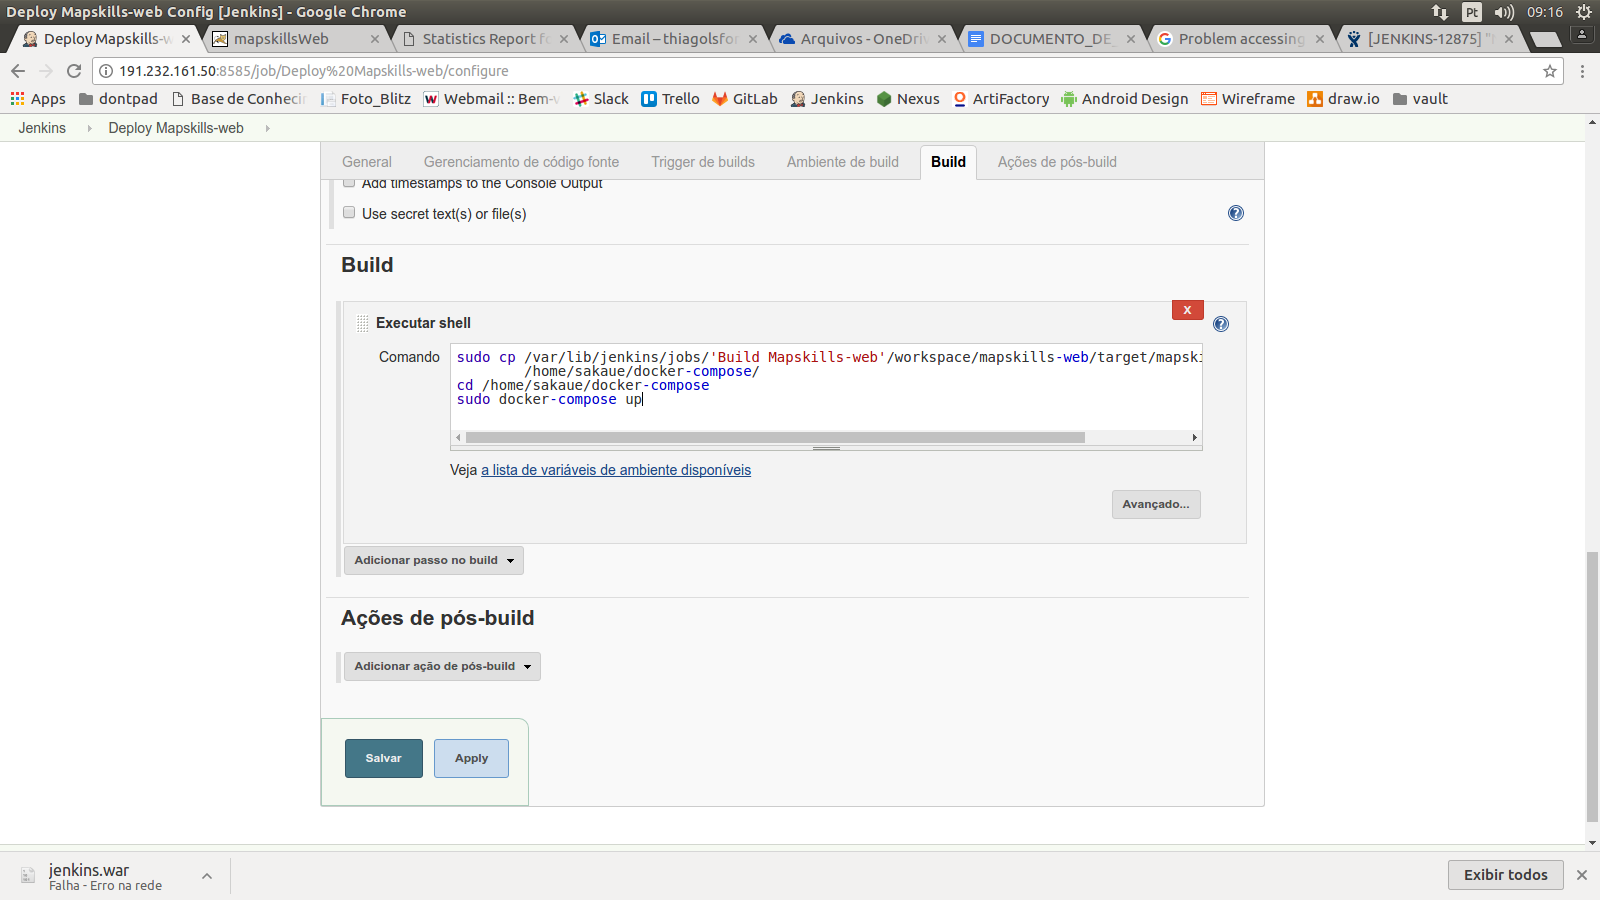 Deploy Mapskills-web Config [Jenkins] - Google Chrome
Pt
09:16
Deploy Mapskills-w
mapskillsWeb
Statistics Report fo
Email – thiagolsfor
Arquivos - OneDriv
DOCUMENTO_DE_
Problem accessing
[JENKINS-12875] "
191.232.161.50:8585/job/Deploy%20Mapskills-web/configure
Apps
dontpad
Base de Conheci
Foto_Blitz
Webmail :: Bem-v
Slack
Trello
GitLab
Jenkins
Nexus
ArtiFactory
Android Design
Wireframe
draw.io
vault
Jenkins
Deploy Mapskills-web
General
Gerenciamento de código fonte
Trigger de builds
Ambiente de build
Build
Ações de pós-build
Add timestamps to the Console Output
Use secret text(s) or file(s)
Build
X
Executar shell
Comando
sudo cp /var/lib/jenkins/jobs/'Build Mapskills-web'/workspace/mapskills-web/target/mapski
/home/sakaue/docker-compose/
cd /home/sakaue/docker-compose
sudo docker-compose up
Veja a lista de variáveis de ambiente disponíveis
Avançado...
Adicionar passo no build
Ações de pós-build
Adicionar ação de pós-build
Salvar
Apply
jenkins.war
Falha - Erro na rede
Exibir todos